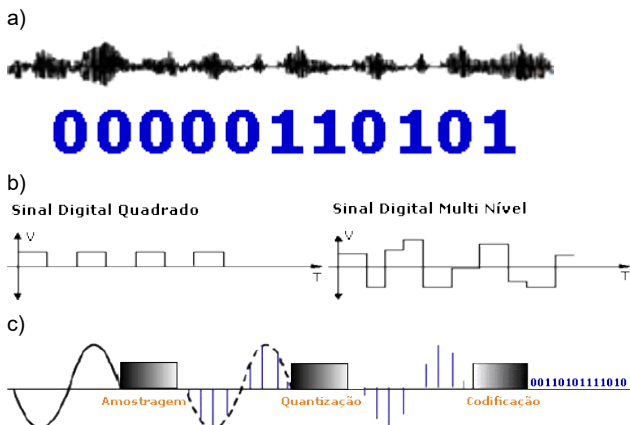 a)
00000110101
b)
Sinal Digital Quadrado
Sinal Digital Multi Nível
V
T
V
T
c)
00110101111010
Amostragem
Quantização
Codificação